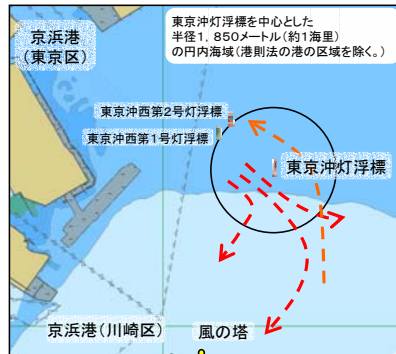 東京沖灯浮標を中心とした
半径1,850メートル(約1海里)
の円内海域(港則法の港の区域を除く。)
京浜港
(東京区)
東京沖西第2号灯浮標
東京沖西第1号灯浮標
東京沖灯浮標
京浜港(川崎区)
風の塔